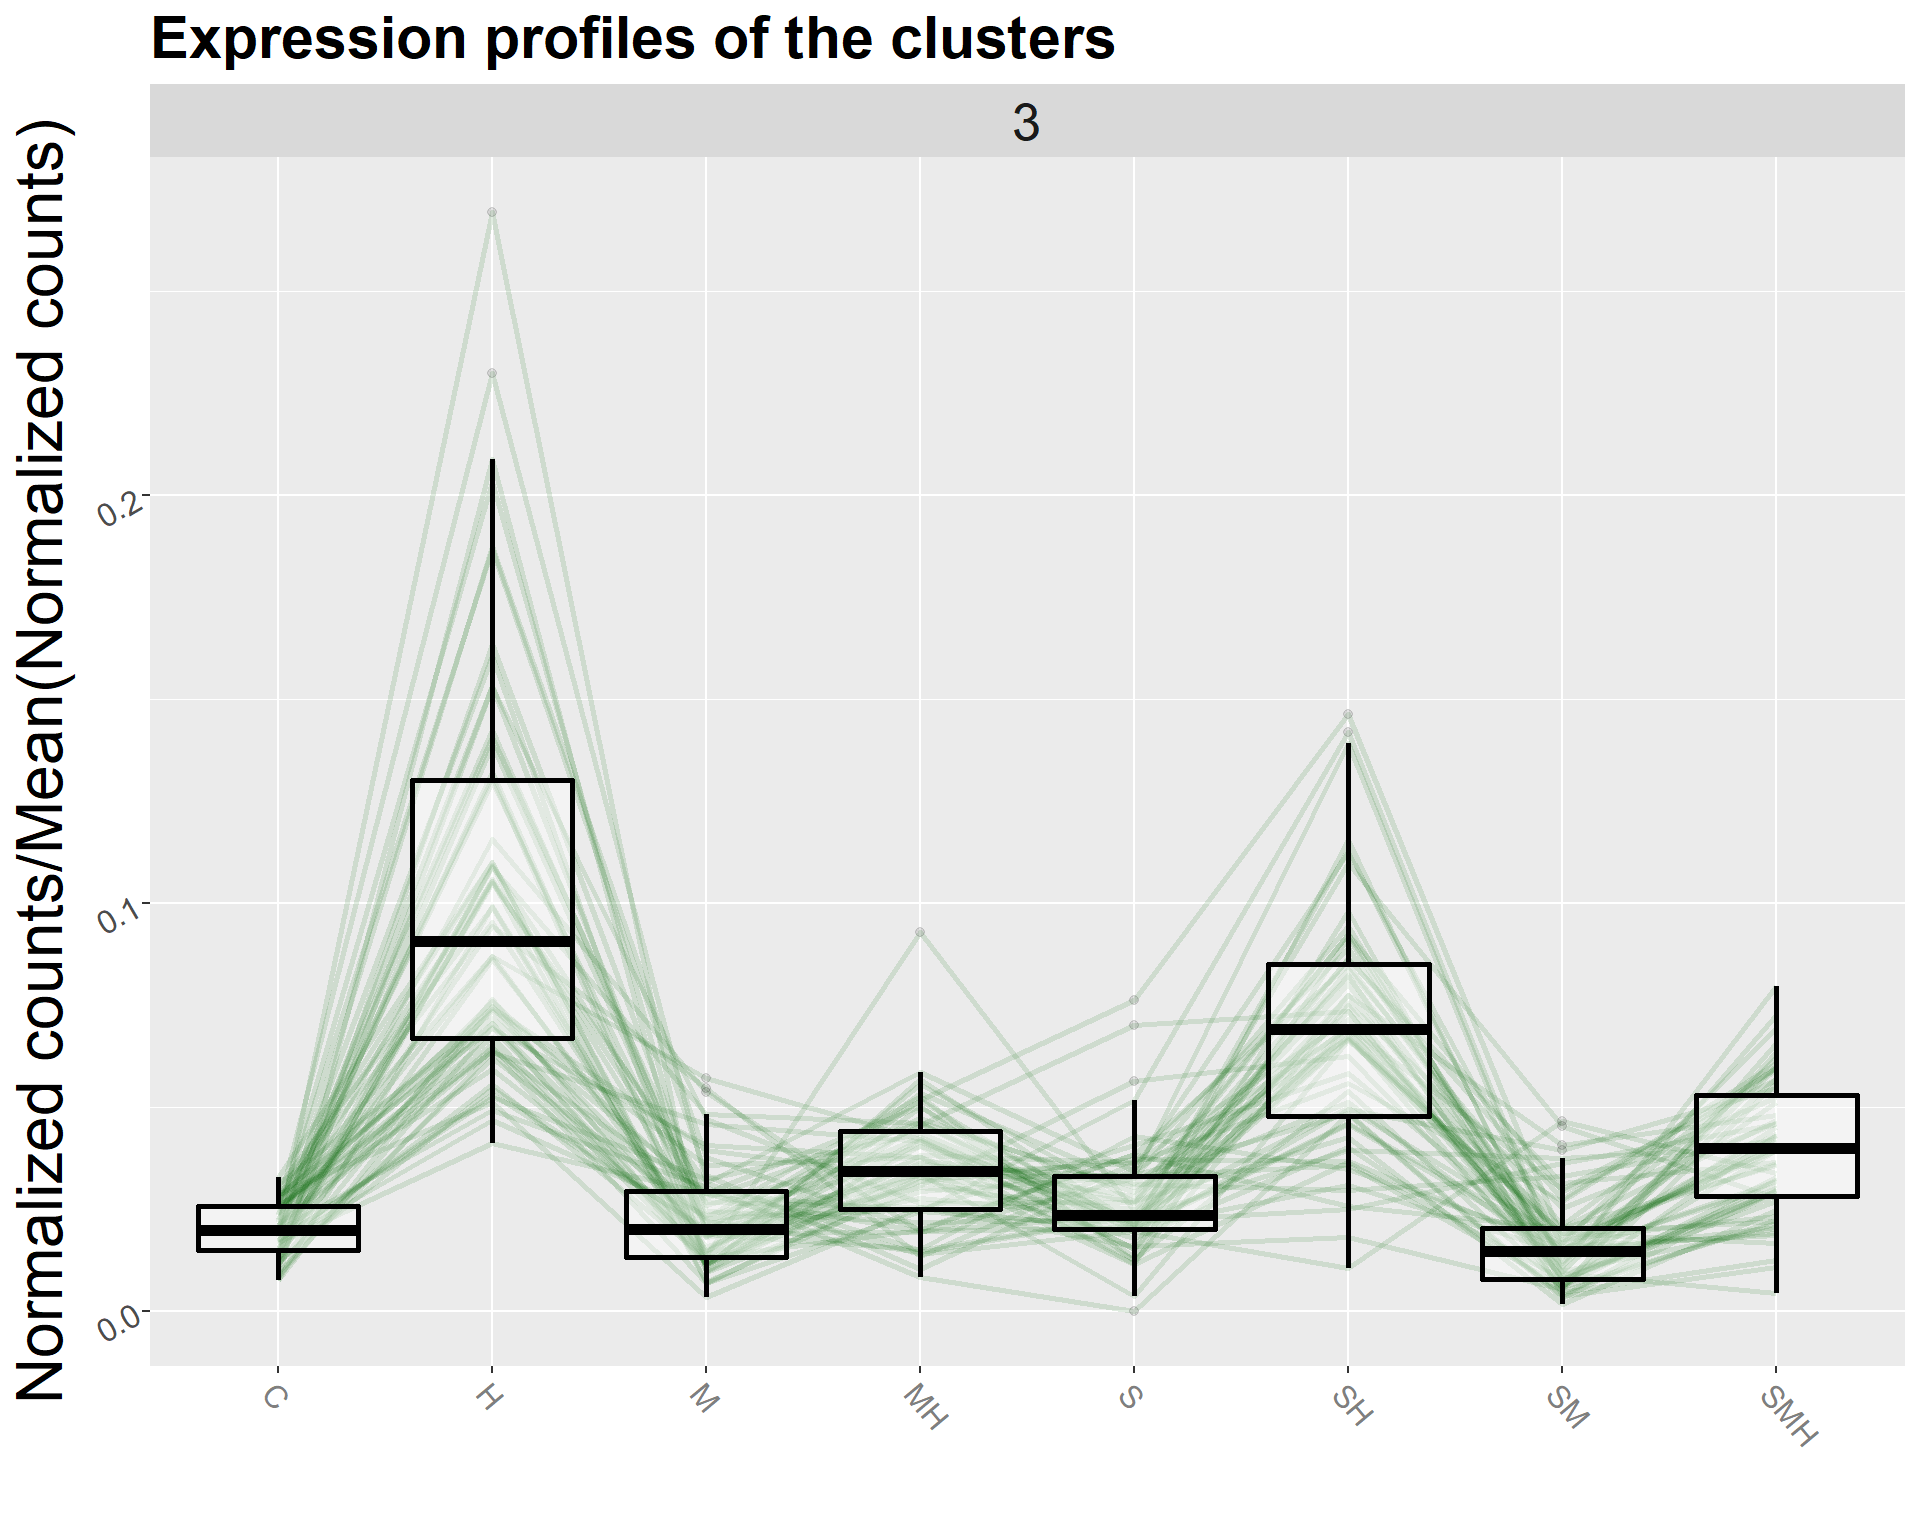 Expression profiles of the clusters
3
Normalized counts/Mean(Normalized counts)
0.2
0.1
0.0
C
H
M
MH
S
SH
SM
SMH